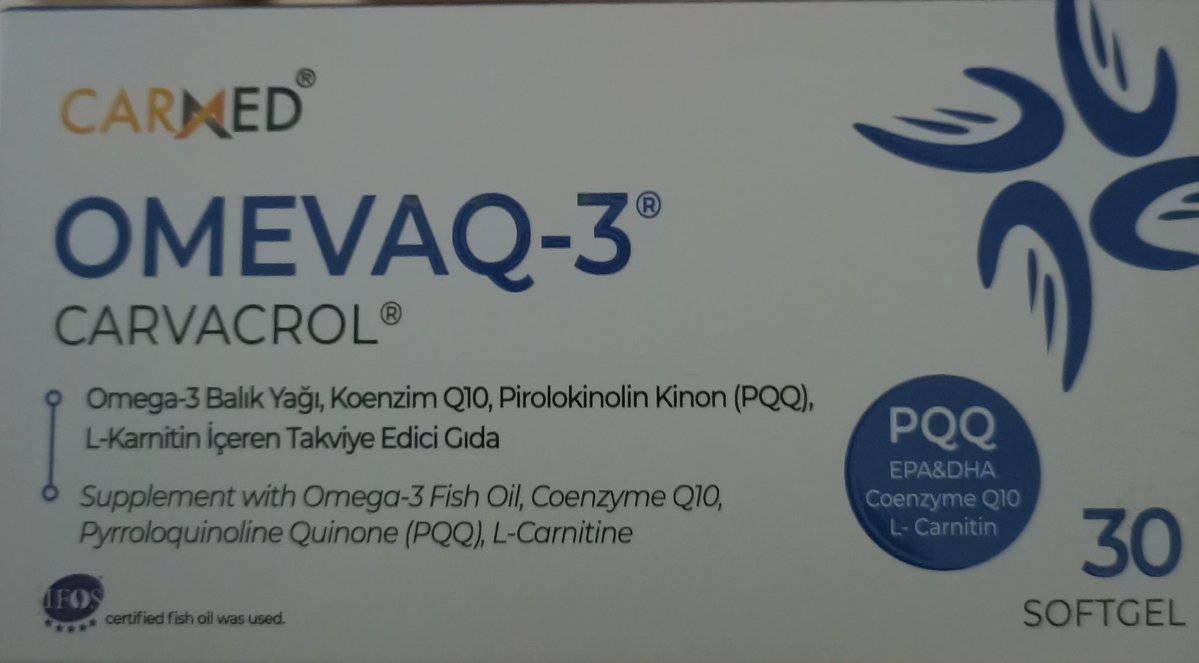 CARMED®
OMEVAQ-3®
CARVACROL®
Omega-3 Balık Yağı, Koenzim Q10, Pirolokinolin Kinon (PQQ),
L-Karnitin İçeren Takviye Edici Gıda
Supplement with Omega-3 Fish Oil, Coenzyme Q10,
Pyrroloquinoline Quinone (PQQ), L-Carnitine
PQQ
EPA&DHA
Coenzyme Q10
L- Carnitin
30
SOFTGEL
IFOS
certified fish oil was used.